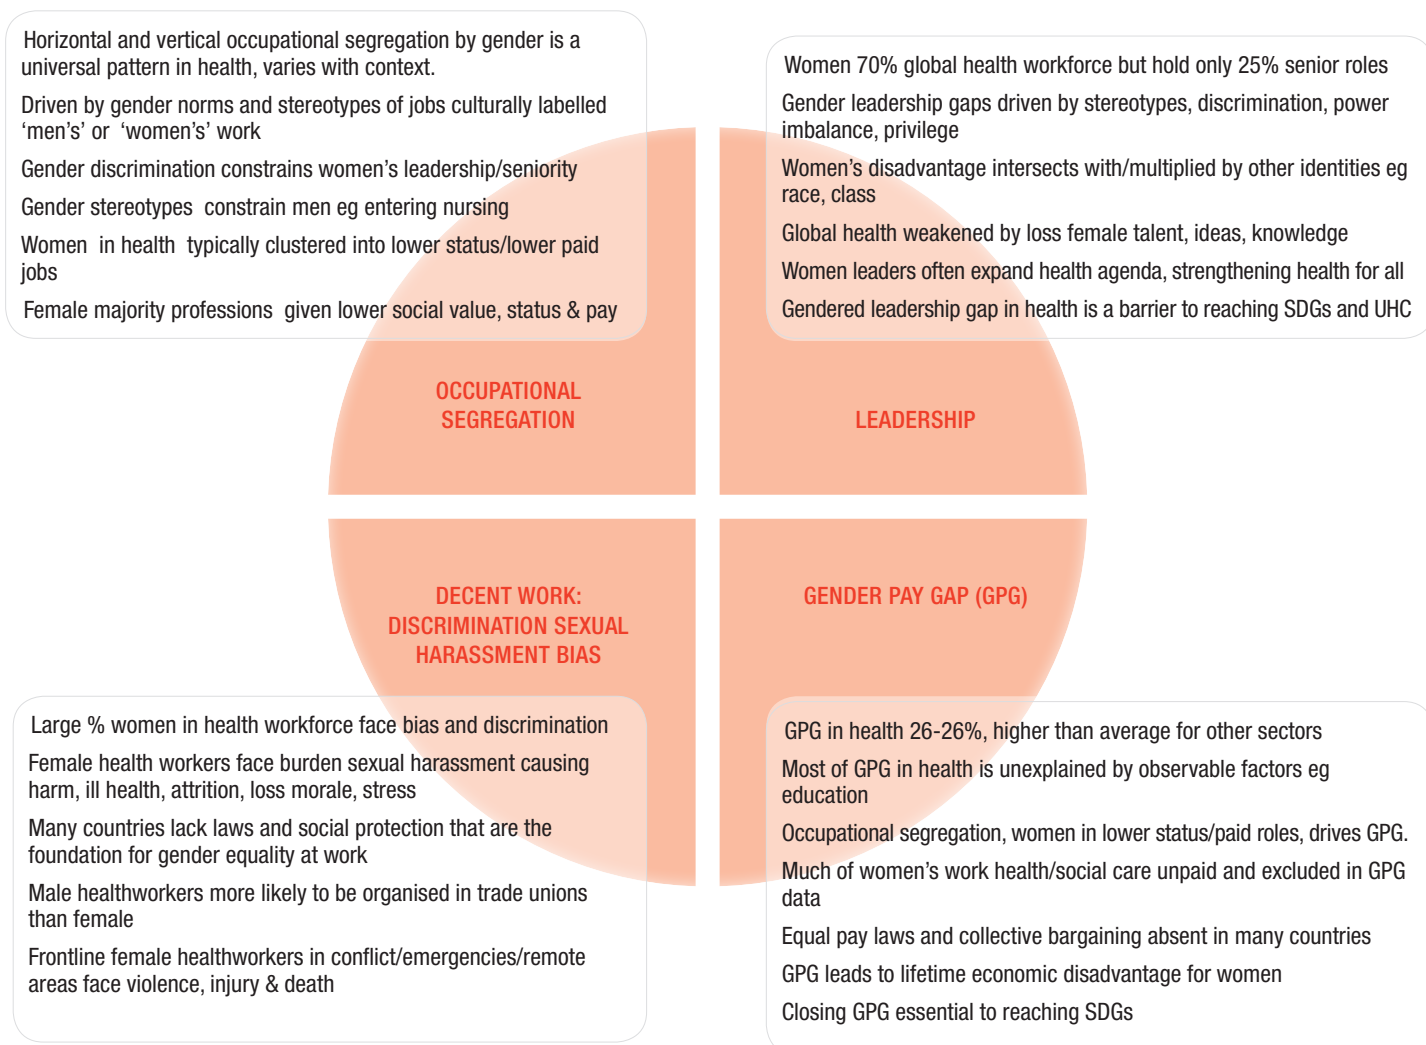 Horizontal and vertical occupational segregation by gender is a
universal pattern in health, varies with context.
Driven by gender norms and stereotypes of jobs culturally labelled
‘men’s’ or ‘women’s’ work
Gender discrimination constrains women’s leadership/seniority
Gender stereotypes constrain men eg entering nursing
Women in health typically clustered into lower status/lower paid
jobs
Female majority professions given lower social value, status & pay
OCCUPATIONAL
SEGREGATION
Women 70% global health workforce but hold only 25% senior roles
Gender leadership gaps driven by stereotypes, discrimination, power
imbalance, privilege
Women’s disadvantage intersects with/multiplied by other identities eg
race, class
Global health weakened by loss female talent, ideas, knowledge
Women leaders often expand health agenda, strengthening health for all
Gendered leadership gap in health is a barrier to reaching SDGs and UHC
LEADERSHIP
DECENT WORK:
DISCRIMINATION SEXUAL
HARASSMENT BIAS
Large % women in health workforce face bias and discrimination
Female health workers face burden sexual harassment causing
harm, ill health, attrition, loss morale, stress
Many countries lack laws and social protection that are the
foundation for gender equality at work
Male healthworkers more likely to be organised in trade unions
than female
Frontline female healthworkers in conflict/emergencies/remote
areas face violence, injury & death
GENDER PAY GAP (GPG)
GPG in health 26-26%, higher than average for other sectors
Most of GPG in health is unexplained by observable factors eg
education
Occupational segregation, women in lower status/paid roles, drives GPG.
Much of women’s work health/social care unpaid and excluded in GPG
data
Equal pay laws and collective bargaining absent in many countries
GPG leads to lifetime economic disadvantage for women
Closing GPG essential to reaching SDGs